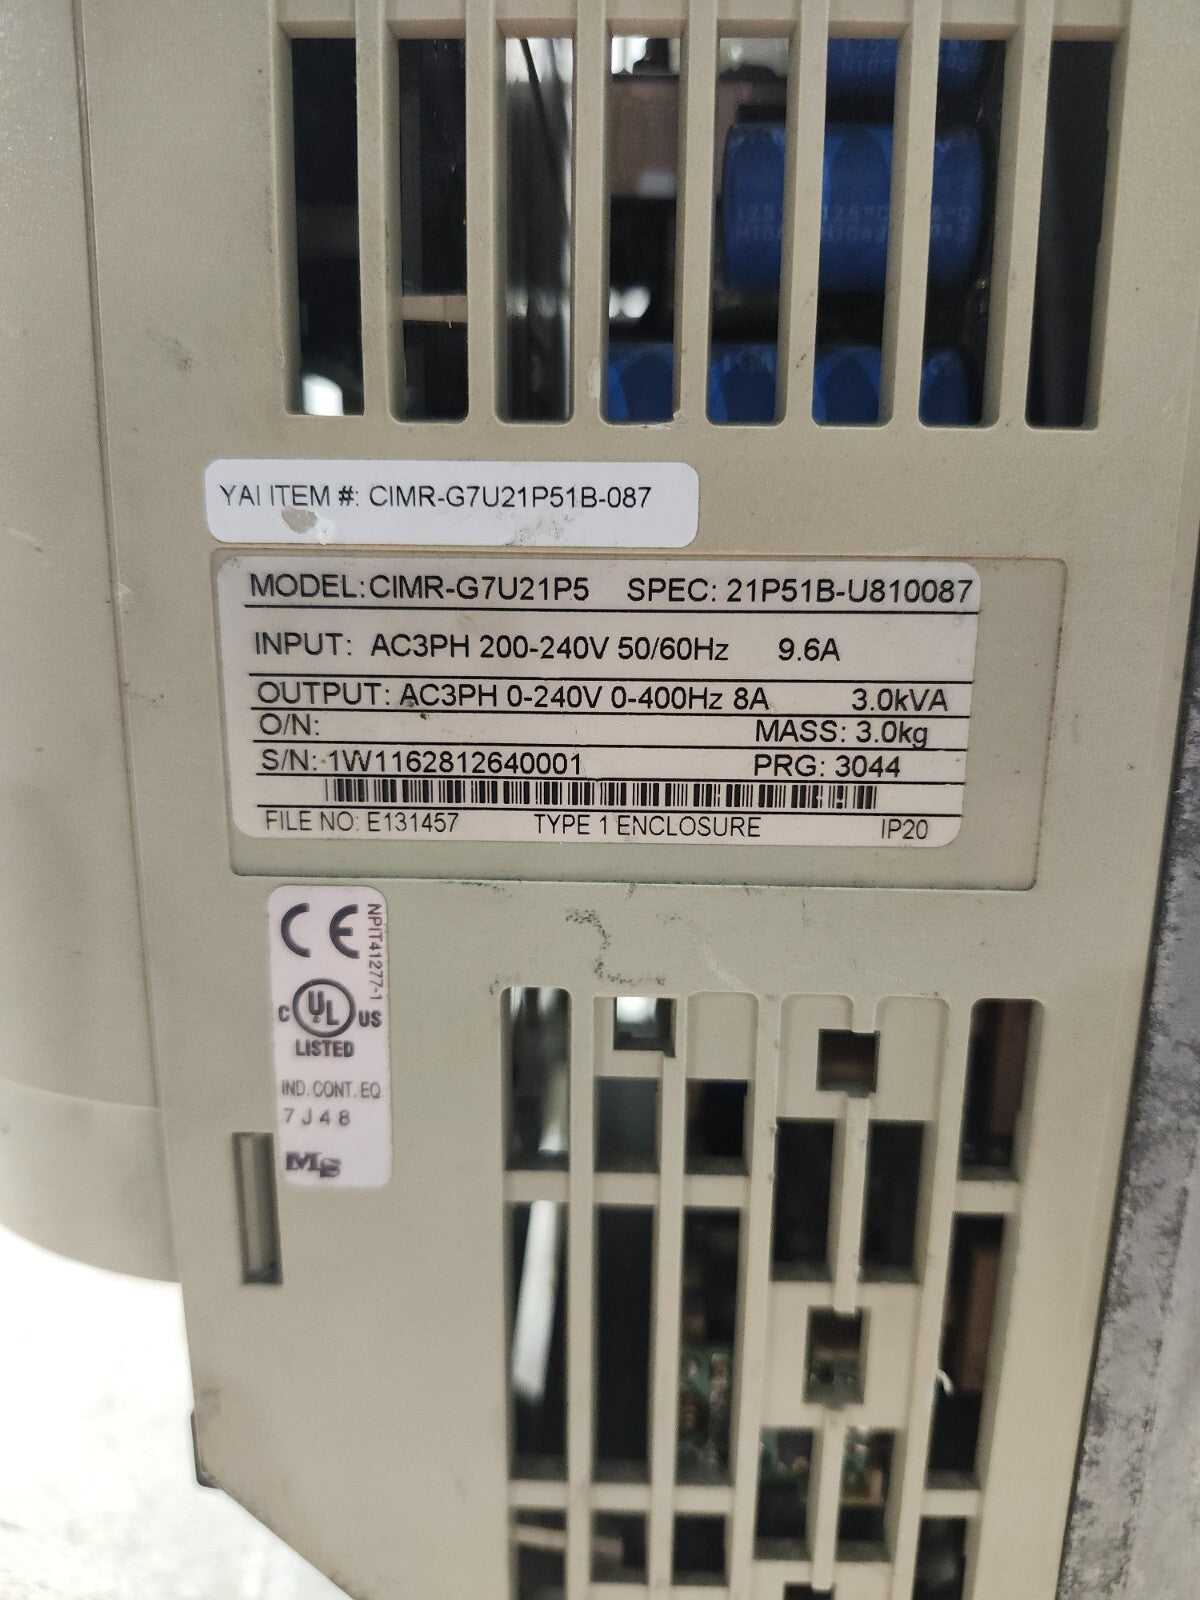 YAI ITEM #: CIMR-G7U21P51B-087
MODEL: CIMR-G7U21P5 SPEC: 21P51B-U810087
INPUT: AC3PH 200-240V 50/60Hz 9.6A
OUTPUT: AC3PH 0-240V 0-400Hz 8A 3.0kVA
O/N: MASS: 3.0kg
S/N: 1W1162812640001 PRG: 3044
FILE NO: E131457 TYPE 1 ENCLOSURE IP20
CE
NPIT41277-1
C UL US
LISTED
IND. CONT. EQ.
7J48
MS